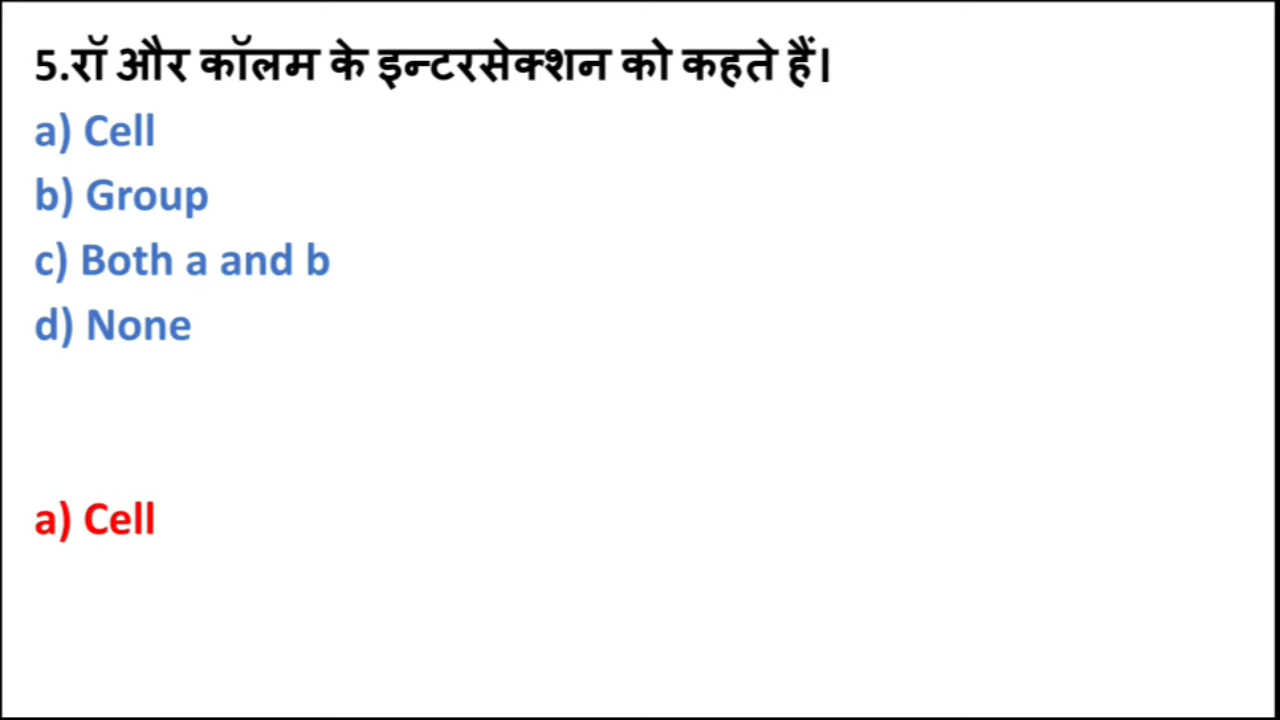 5.रॉ और कॉलम के इन्टरसेक्शन को कहते हैं।
a) Cell
b) Group
c) Both a and b
d) None
a) Cell